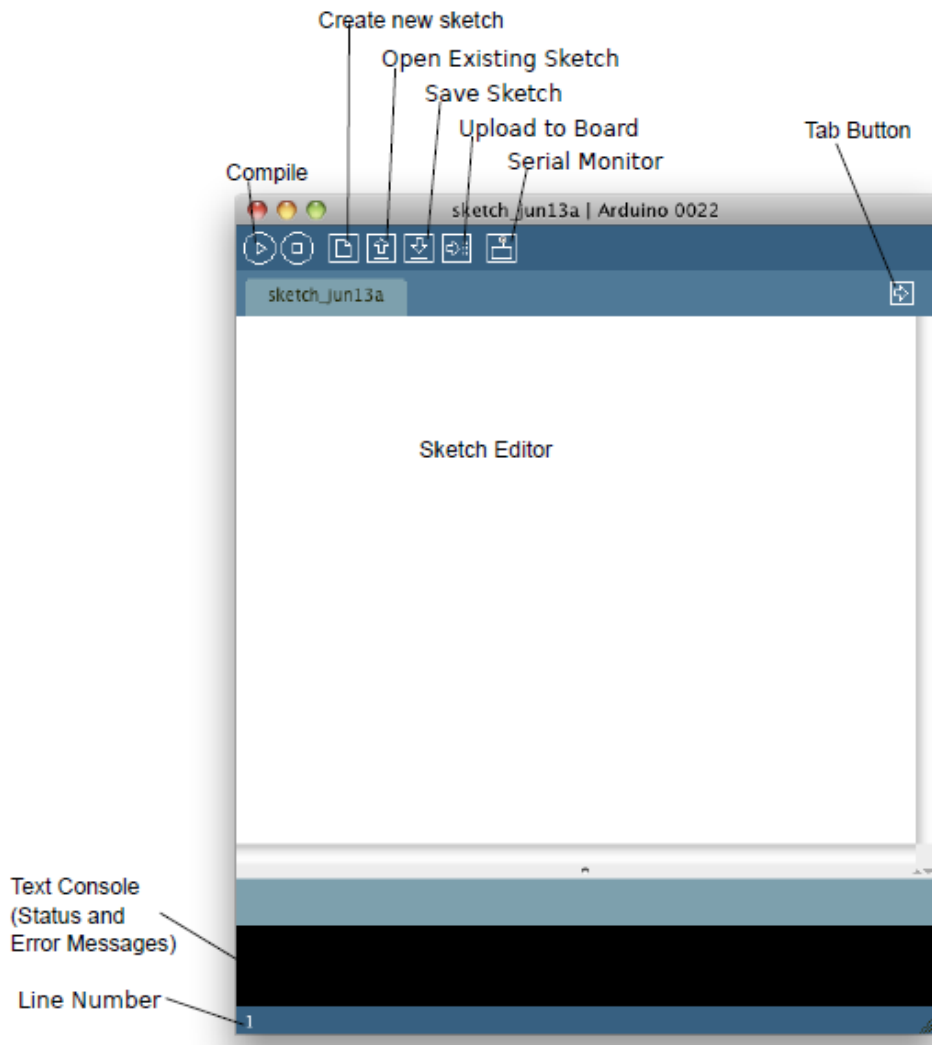 Create new sketch
Open Existing Sketch
Save Sketch
Upload to Board
Serial Monitor
Tab Button
Compile
sketch_jun13a | Arduino 0022
sketch_jun13a
Sketch Editor
Text Console
(Status and
Error Messages)
Line Number
1